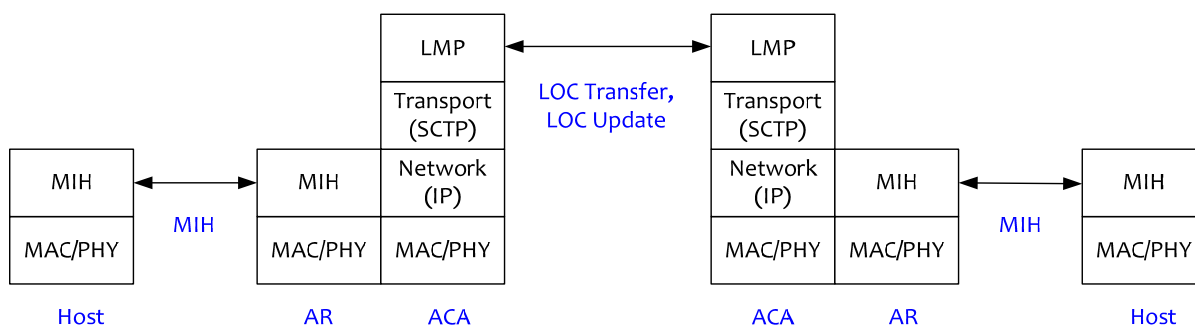 LMP
LMP
LOC Transfer,
LOC Update
Transport
(SCTP)
Transport
(SCTP)
MIH
MIH
MIH
Network
(IP)
Network
(IP)
MIH
MIH
MIH
MAC/PHY
MAC/PHY
MAC/PHY
MAC/PHY
MAC/PHY
MAC/PHY
Host
AR
ACA
ACA
AR
Host